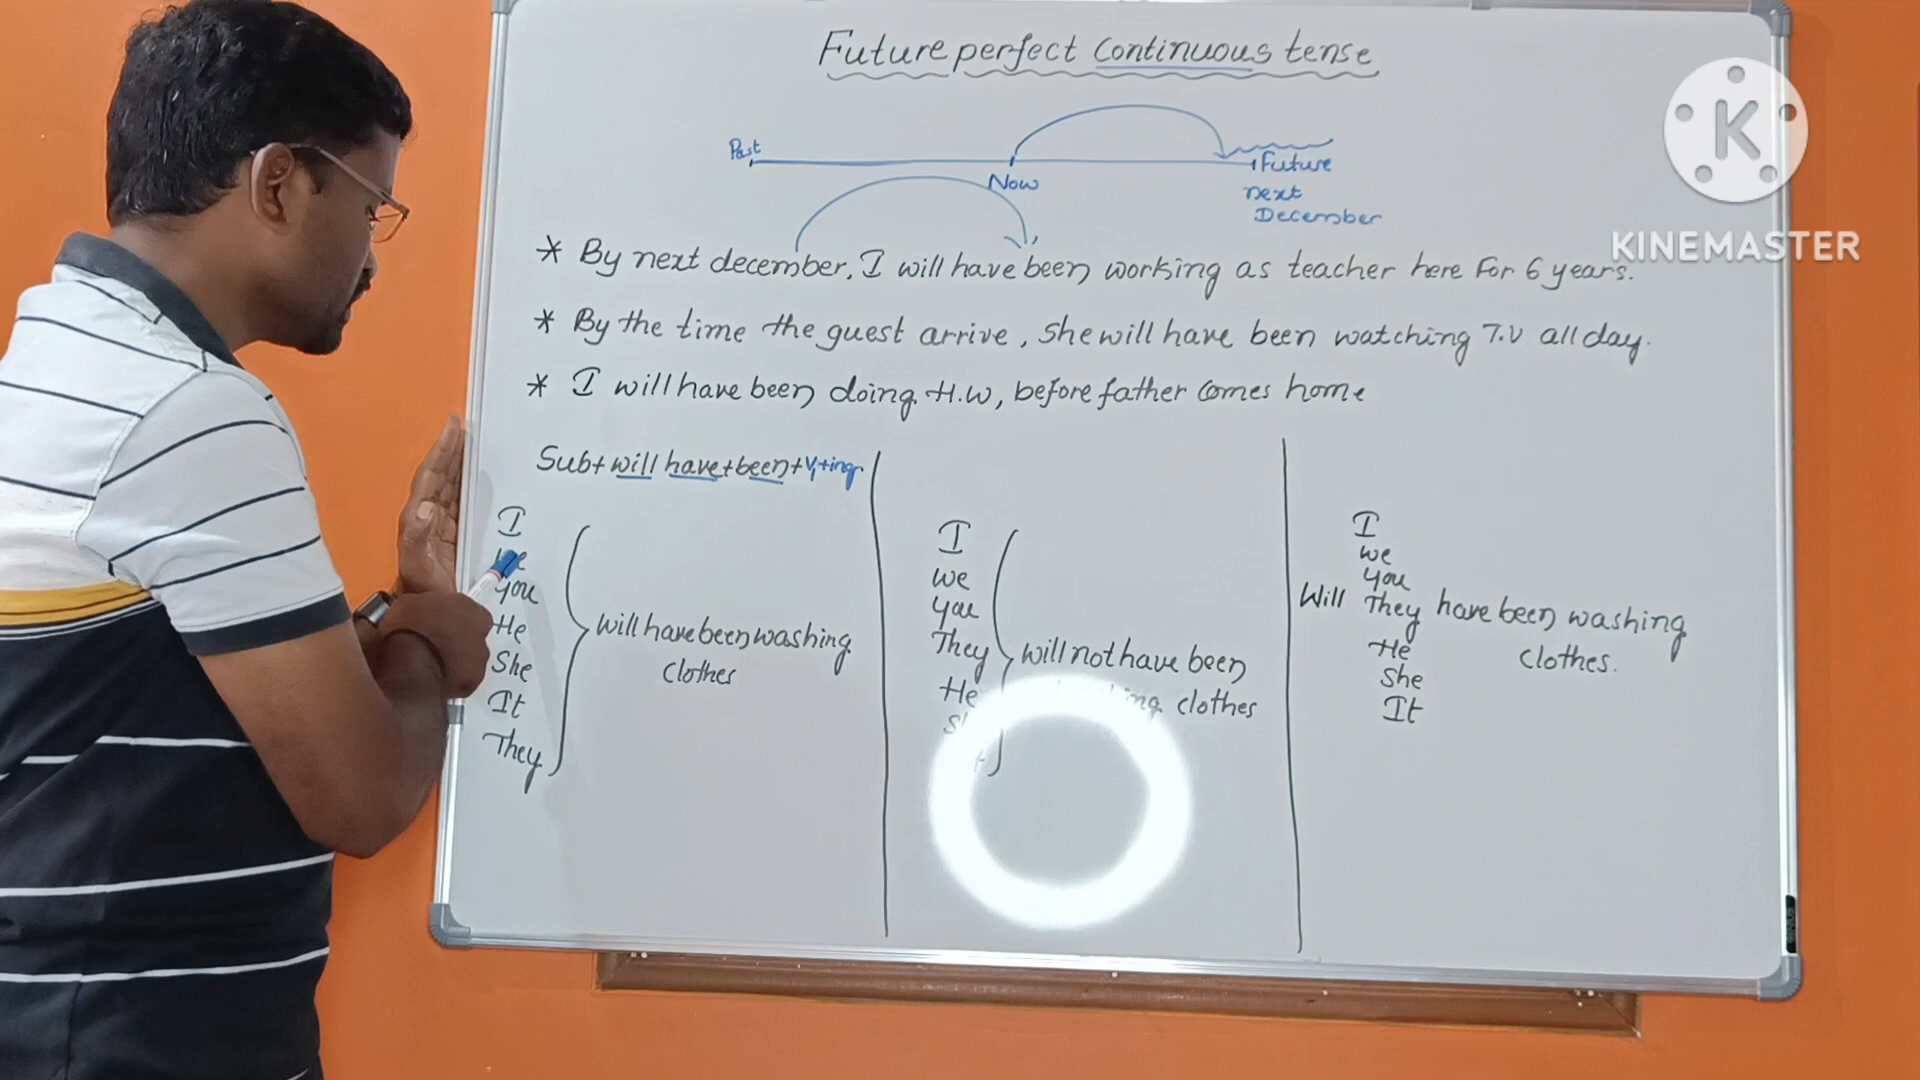 Future perfect continuous tense
Past
Now
Future
next
December
* By next december, I will have been working as teacher here for 6 years.
* By the time the guest arrive, she will have been watching T.V all day.
* I will have been doing H.W, before father comes home
Sub+ will have+been+V1+ing.
I
we
you
He
She
It
They
will have been washing
clothes
I
we
you
They
He
will not have been
clothes
I
we
you
Will They have been washing
He
clothes.
She
It
K
KINEMASTER